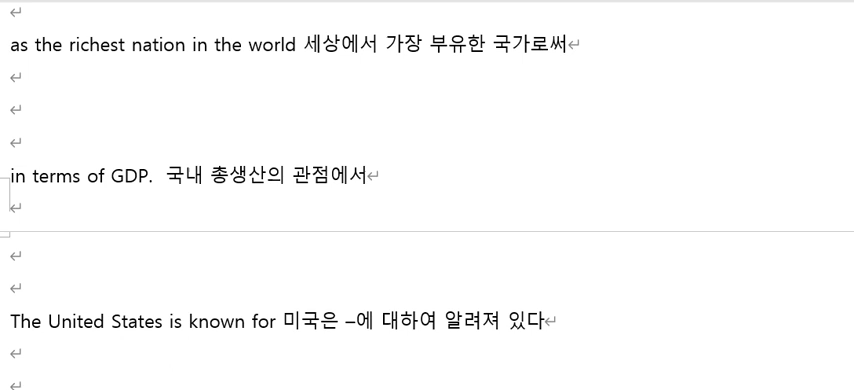 as the richest nation in the world 세상에서 가장 부유한 국가로써
in terms of GDP.  국내 총생산의 관점에서
The United States is known for 미국은 –에 대하여 알려져 있다